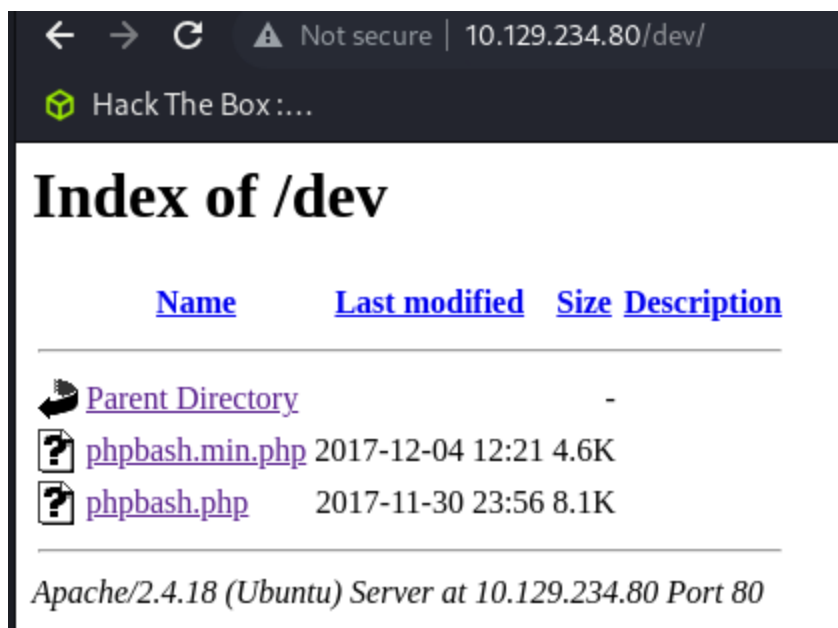 Not secure | 10.129.234.80/dev/
Hack The Box :...
Index of /dev
Name Last modified Size Description
Parent Directory -
phpbash.min.php 2017-12-04 12:21 4.6K
phpbash.php 2017-11-30 23:56 8.1K
Apache/2.4.18 (Ubuntu) Server at 10.129.234.80 Port 80